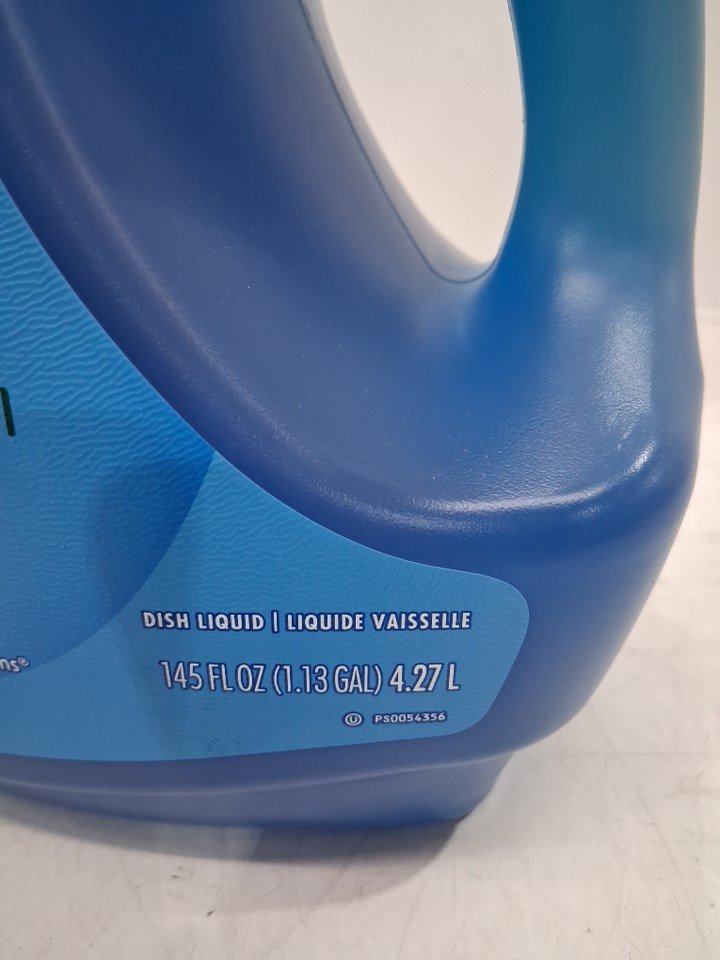 DISH LIQUID | LIQUIDE VAISSELLE
145 FL OZ (1.13 GAL) 4.27 L
Ⓤ PS0054356